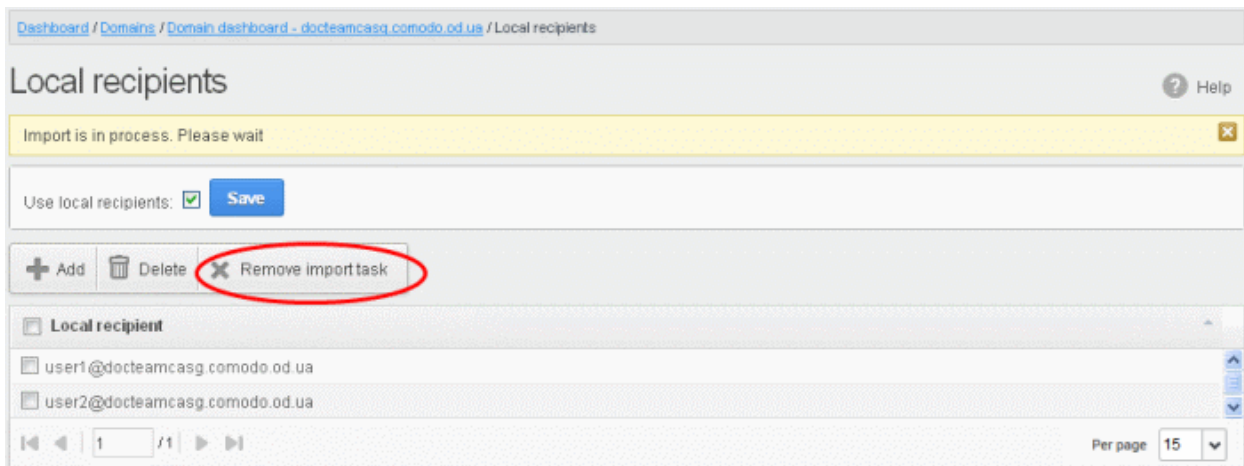 Dashboard / Domains / Domain dashboard - docteamcasg.comodo.od.ua / Local recipients
Local recipients
Help
Import is in process. Please wait
Use local recipients: Save
Add Delete Remove import task
Local recipient
user1@docteamcasg.comodo.od.ua
user2@docteamcasg.comodo.od.ua
1 / 1 Per page 15